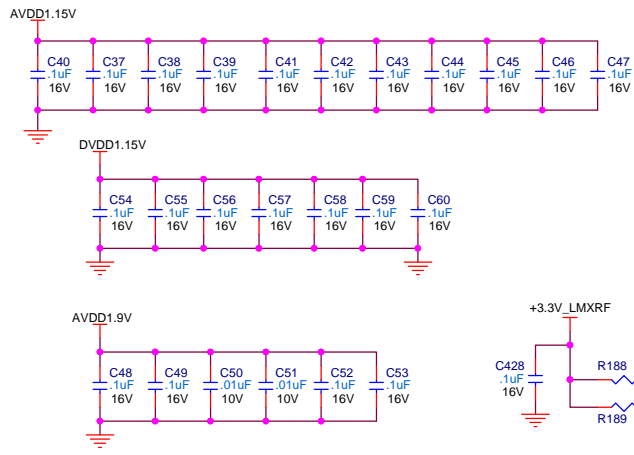 AVDD1.15V
C40 C37 C38 C39 C41 C42 C43 C44 C45 C46 C47
.1uF .1uF .1uF .1uF .1uF .1uF .1uF .1uF .1uF .1uF .1uF
16V 16V 16V 16V 16V 16V 16V 16V 16V 16V 16V
DVDD1.15V
C54 C55 C56 C57 C58 C59 C60
.1uF .1uF .1uF .1uF .1uF .1uF .1uF
16V 16V 16V 16V 16V 16V 16V
AVDD1.9V
C48 C49 C50 C51 C52 C53
.1uF .1uF .01uF .01uF .1uF .1uF
16V 16V 10V 10V 16V 16V
+3.3V_LMXRF
C428
.1uF
16V
R188
R189